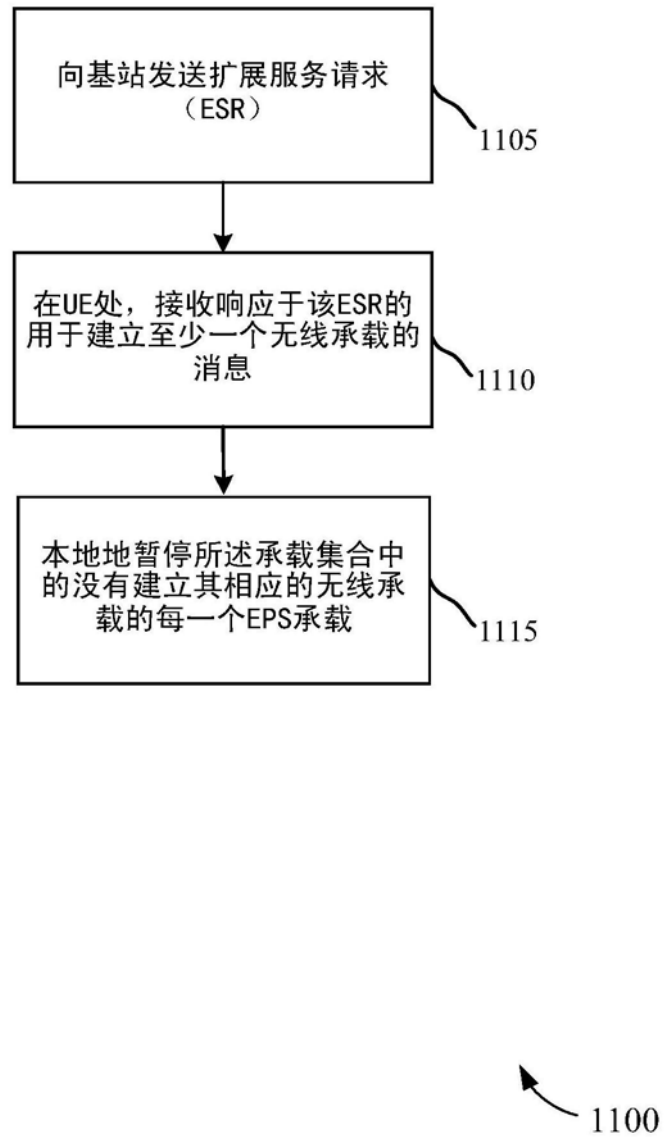 向基站发送扩展服务请求
（ESR）
1105
在UE处，接收响应于该ESR的
用于建立至少一个无线承载的
消息
1110
本地地暂停所述承载集合中
的没有建立其相应的无线承
载的每一个EPS承载
1115
1100